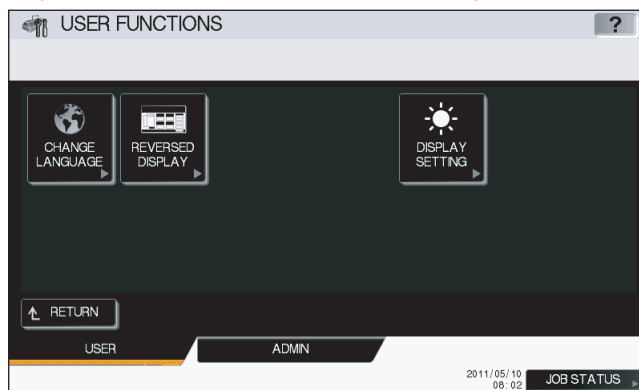 USER FUNCTIONS
?
CHANGE
LANGUAGE
REVERSED
DISPLAY
DISPLAY
SETTING
RETURN
USER
ADMIN
2011/05/10
08:02
JOB STATUS